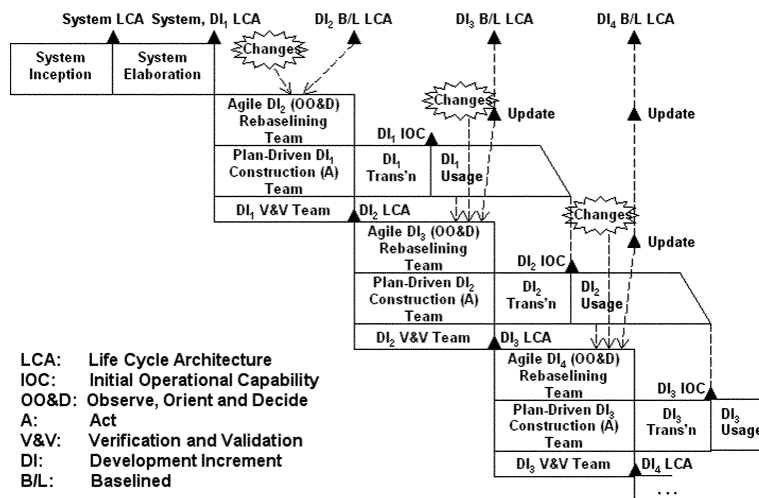 System LCA System, DI1 LCA DI2 B/L LCA DI3 B/L LCA DI4 B/L LCA
System Inception
System Elaboration
Changes
Agile DI2 (OO&D)
Rebaselining
Team
Changes
Update
Update
DI1 IOC
Plan-Driven DI1
Construction (A)
Team
DI1
Trans'n
DI1
Usage
DI1 V&V Team
DI2 LCA
Changes
Agile DI3 (OO&D)
Rebaselining
Team
Update
DI2 IOC
Plan-Driven DI2
Construction (A)
Team
DI2
Trans'n
DI2
Usage
DI2 V&V Team
DI3 LCA
Agile DI4 (OO&D)
Rebaselining
Team
DI3 IOC
Plan-Driven DI3
Construction (A)
Team
DI3
Trans'n
DI3
Usage
DI3 V&V Team
DI4 LCA
...
LCA: Life Cycle Architecture
IOC: Initial Operational Capability
OO&D: Observe, Orient and Decide
A: Act
V&V: Verification and Validation
DI: Development Increment
B/L: Baselined